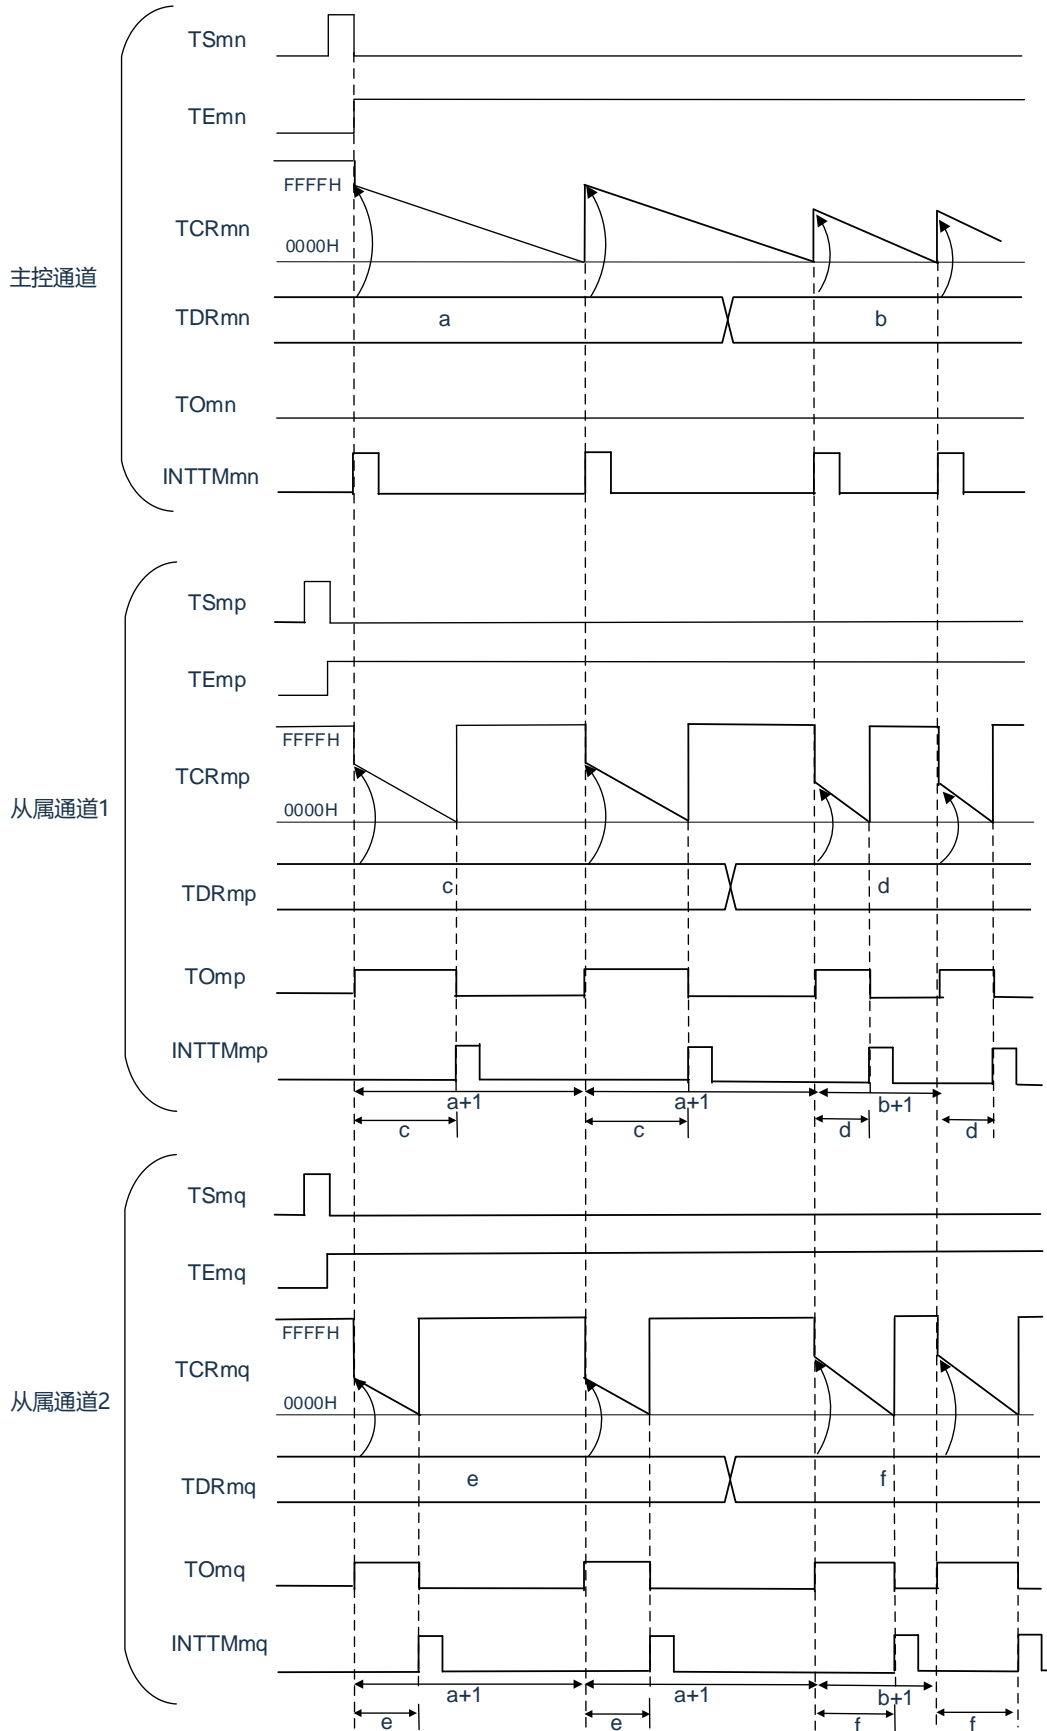 TSmn
TEmn
FFFFH
TCRmn
0000H
主控通道
TDRmn
a
b
TOmn
INTTMmn
TSmp
TEmp
FFFFH
TCRmp
0000H
从属通道1
TDRmp
c
d
TOmp
INTTMmp
a+1
a+1
b+1
c
c
d
d
TSmq
TEmq
FFFFH
TCRmq
0000H
从属通道2
TDRmq
e
f
TOmq
INTTMmq
a+1
a+1
b+1
e
e
f
f